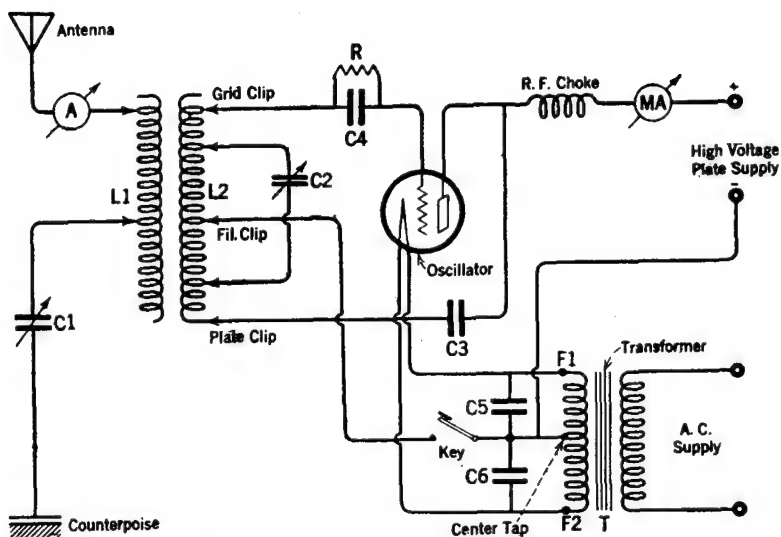 Antenna
A
L1
C1
Counterpoise
Grid Clip
L2
C2
Fil. Clip
Plate Clip
R
C4
R. F. Choke
MA
+
High Voltage
Plate Supply
-
Oscillator
C3
F1
Transformer
C5
Key
C6
A. C.
Supply
Center Tap
F2
T